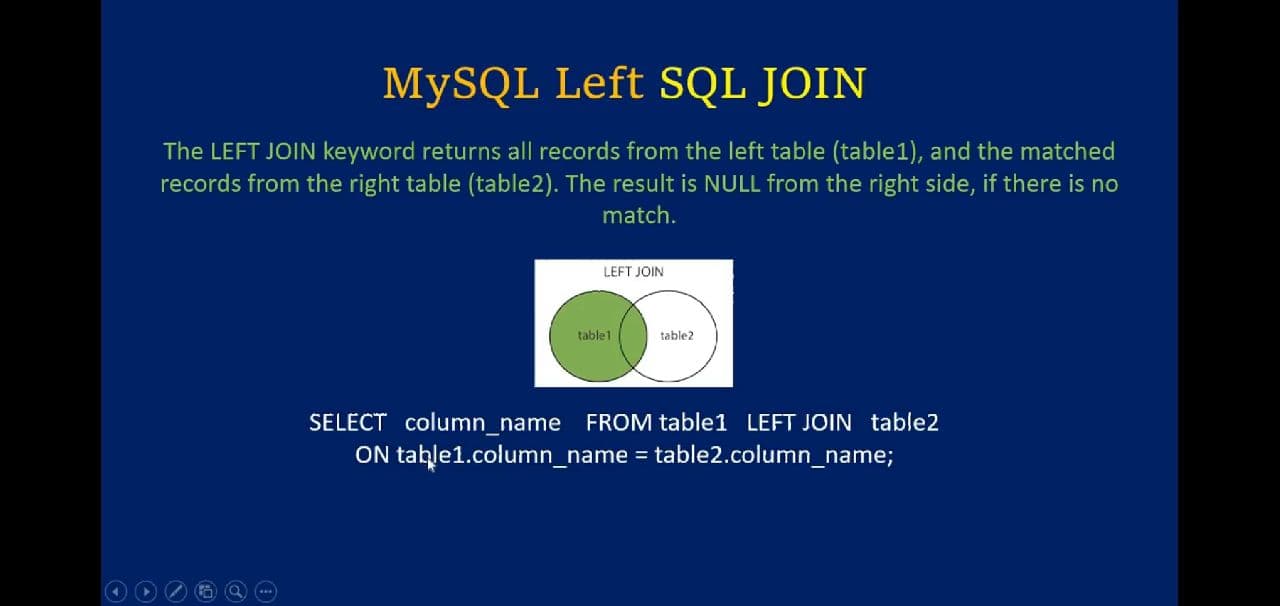 MySQL Left SQL JOIN
The LEFT JOIN keyword returns all records from the left table (table1), and the matched
records from the right table (table2). The result is NULL from the right side, if there is no
match.
LEFT JOIN
table1 table2
SELECT column_name FROM table1 LEFT JOIN table2
ON table1.column_name = table2.column_name;